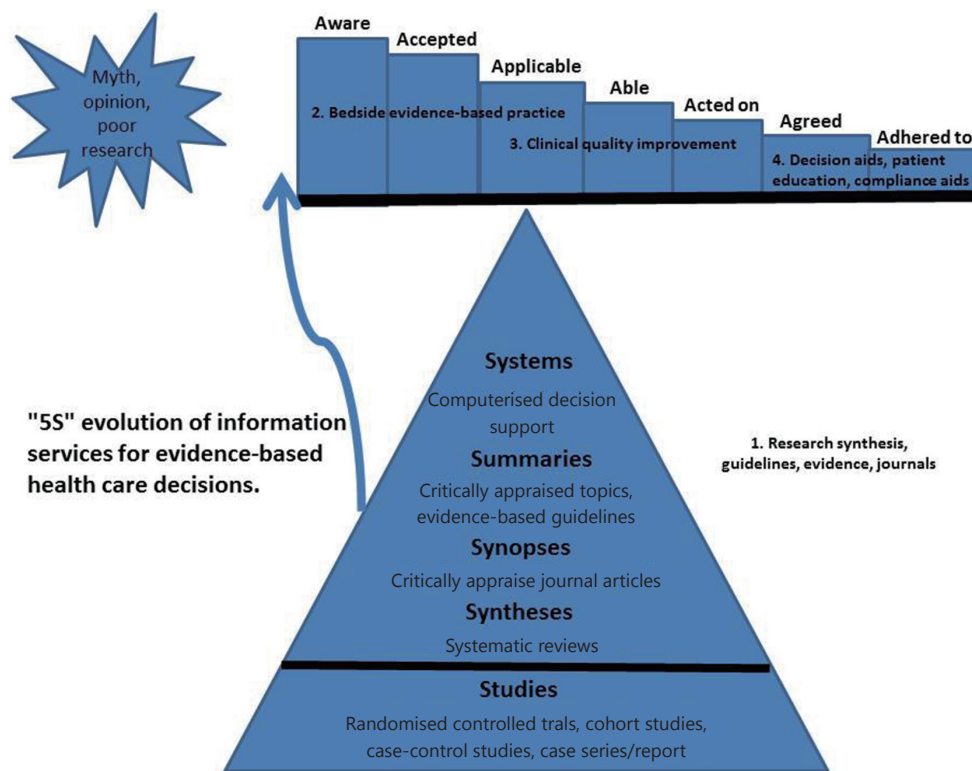 Myth,
opinion,
poor
research
Aware
Accepted
Applicable
Able
Acted on
Agreed
Adhered to
2. Bedside evidence-based practice
3. Clinical quality improvement
4. Decision aids, patient
education, compliance aids
"5S" evolution of information
services for evidence-based
health care decisions.
Systems
Computerised decision
support
Summaries
Critically appraised topics,
evidence-based guidelines
Synopses
Critically appraise journal articles
Syntheses
Systematic reviews
Studies
Randomised controlled trals, cohort studies,
case-control studies, case series/report
1. Research synthesis,
guidelines, evidence, journals